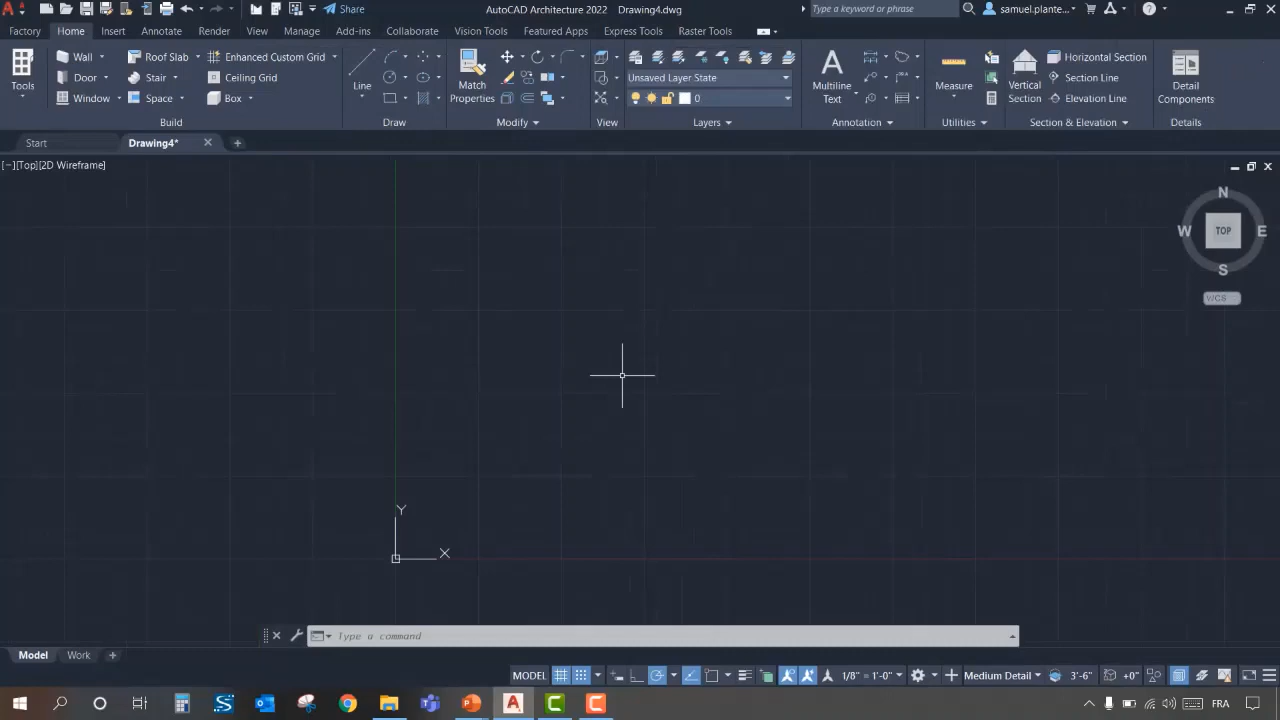 Share
AutoCAD Architecture 2022 Drawing4.dwg
Type a keyword or phrase
samuel.plante...
Factory Home Insert Annotate Render View Manage Add-ins Collaborate Vision Tools Featured Apps Express Tools Raster Tools
Wall Roof Slab Enhanced Custom Grid
Door Stair Ceiling Grid
Window Space Box
Tools
Build
Line
Draw
Match Properties
Modify
View
Unsaved Layer State
0
Layers
Multiline Text
Annotation
Measure
Utilities
Vertical Section
Horizontal Section
Section Line
Elevation Line
Section & Elevation
Detail Components
Details
Start Drawing4*
[−][Top][2D Wireframe]
N
W TOP E
S
WCS
Y
X
Type a command
Model Work
MODEL 1/8" = 1'-0" Medium Detail 3'-6" +0"
FRA